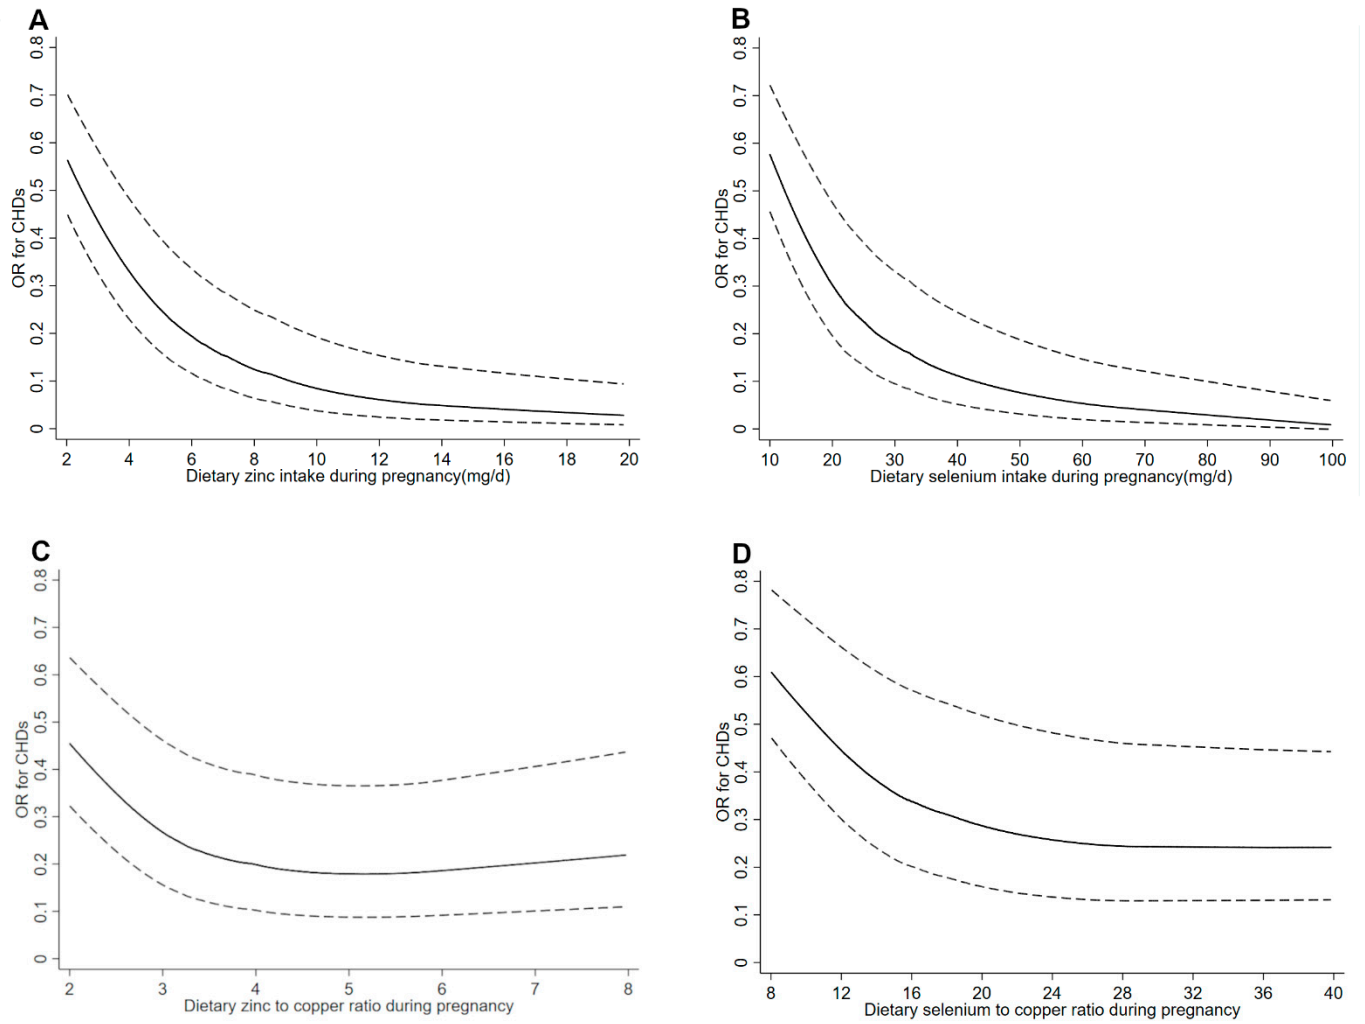 A
OR for CHDs
0.8
0.7
0.6
0.5
0.4
0.3
0.2
0.1
0
2 4 6 8 10 12 14 16 18 20
Dietary zinc intake during pregnancy(mg/d)
B
OR for CHDs
0.8
0.7
0.6
0.5
0.4
0.3
0.2
0.1
0
10 20 30 40 50 60 70 80 90 100
Dietary selenium intake during pregnancy(mg/d)
C
OR for CHDs
0.8
0.7
0.6
0.5
0.4
0.3
0.2
0.1
0
2 3 4 5 6 7 8
Dietary zinc to copper ratio during pregnancy
D
OR for CHDs
0.8
0.7
0.6
0.5
0.4
0.3
0.2
0.1
0
8 12 16 20 24 28 32 36 40
Dietary selenium to copper ratio during pregnancy